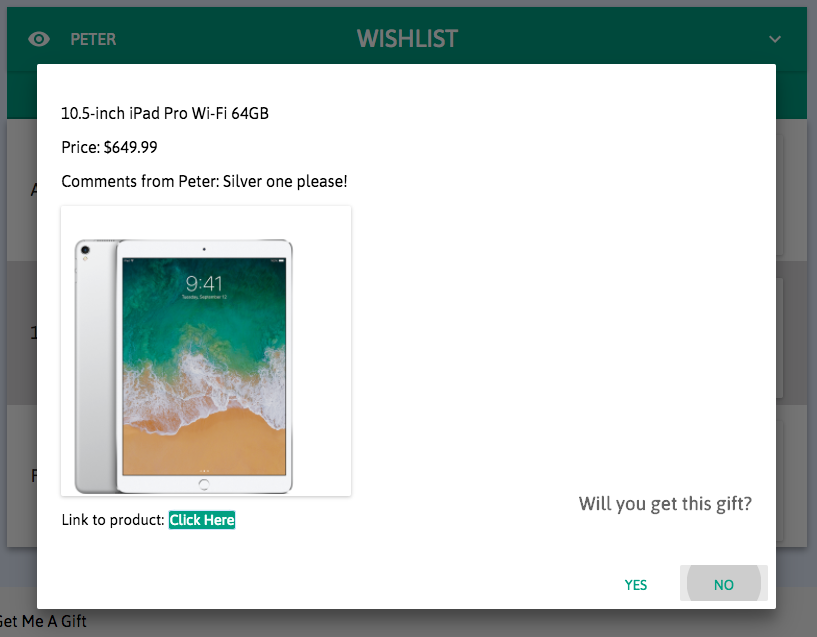 PETER
WISHLIST
10.5-inch iPad Pro Wi-Fi 64GB
Price: $649.99
Comments from Peter: Silver one please!
9:41
Tuesday, September 12
Will you get this gift?
Link to product: Click Here
YES
NO
Get Me A Gift